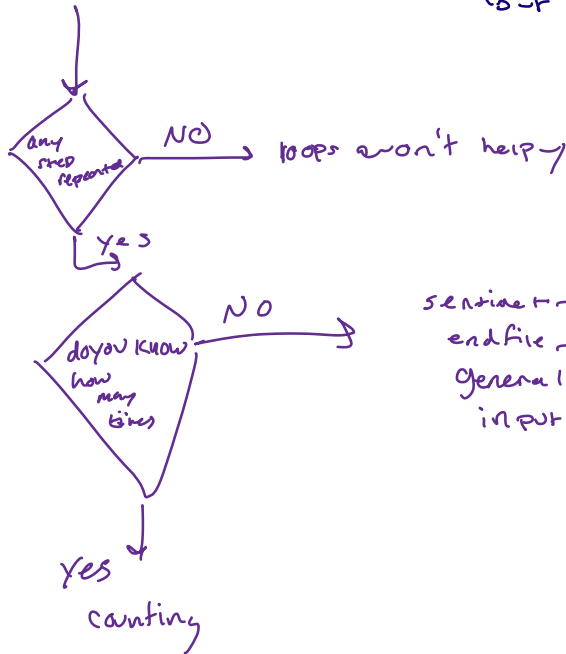 any
step
repeated
NO
loops won't help
yes
do you know
how
many
times
NO
sentinel
endfile
general
input
Yes
counting